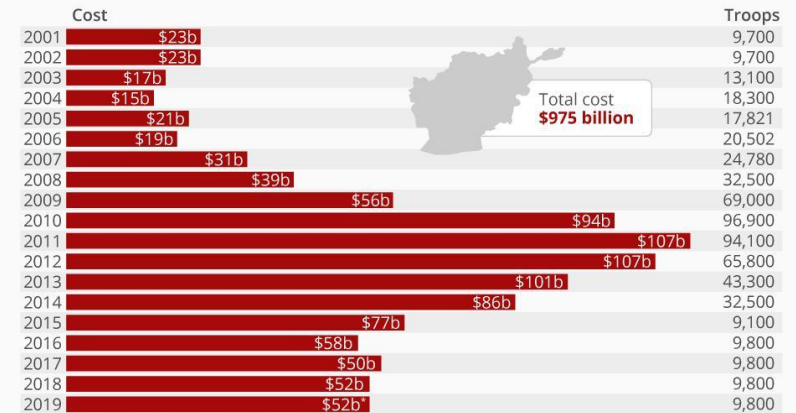 Cost Troops
2001 $23b 9,700
2002 $23b 9,700
2003 $17b 13,100
2004 $15b 18,300
Total cost
2005 $21b 17,821
$975 billion
2006 $19b 20,502
2007 $31b 24,780
2008 $39b 32,500
2009 $56b 69,000
2010 $94b 96,900
2011 $107b 94,100
2012 $107b 65,800
2013 $101b 43,300
2014 $86b 32,500
2015 $77b 9,100
2016 $58b 9,800
2017 $50b 9,800
2018 $52b 9,800
2019 $52b* 9,800